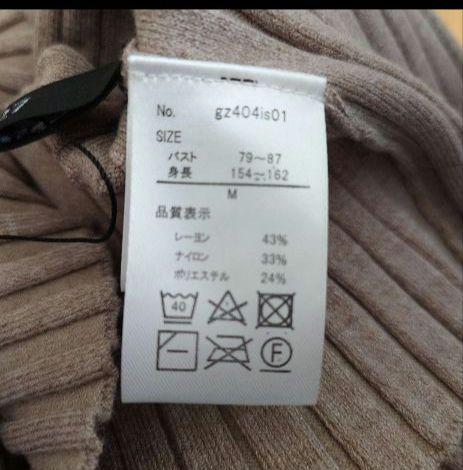 No. gz404is01
SIZE
バスト 79～87
身長 154～162
M
品質表示
レーヨン 43%
ナイロン 33%
ポリエステル 24%
40
F